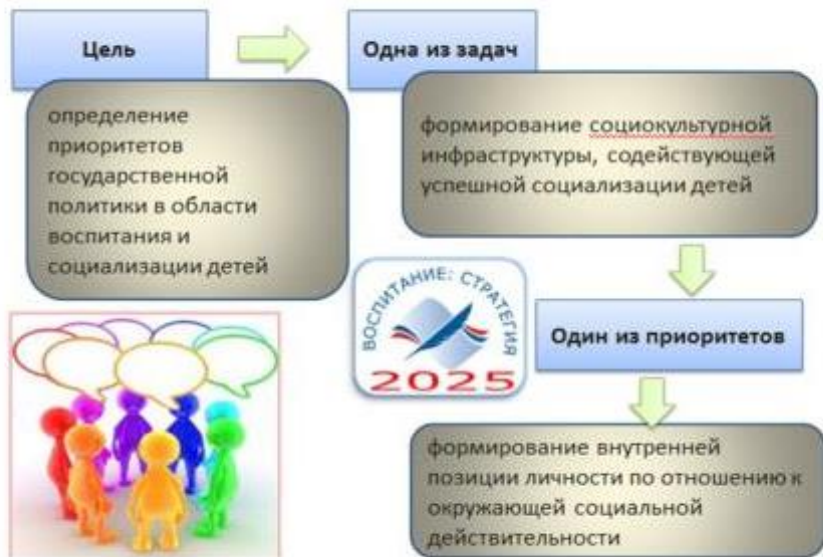 Цель
Одна из задач
определение
приоритетов
государственной
политики в области
воспитания и
социализации детей
формирование социокультурной
инфраструктуры, содействующей
успешной социализации детей
ВОСПИТАНИЕ: СТРАТЕГИЯ
2025
Один из приоритетов
формирование внутренней
позиции личности по отношению к
окружающей социальной
действительности